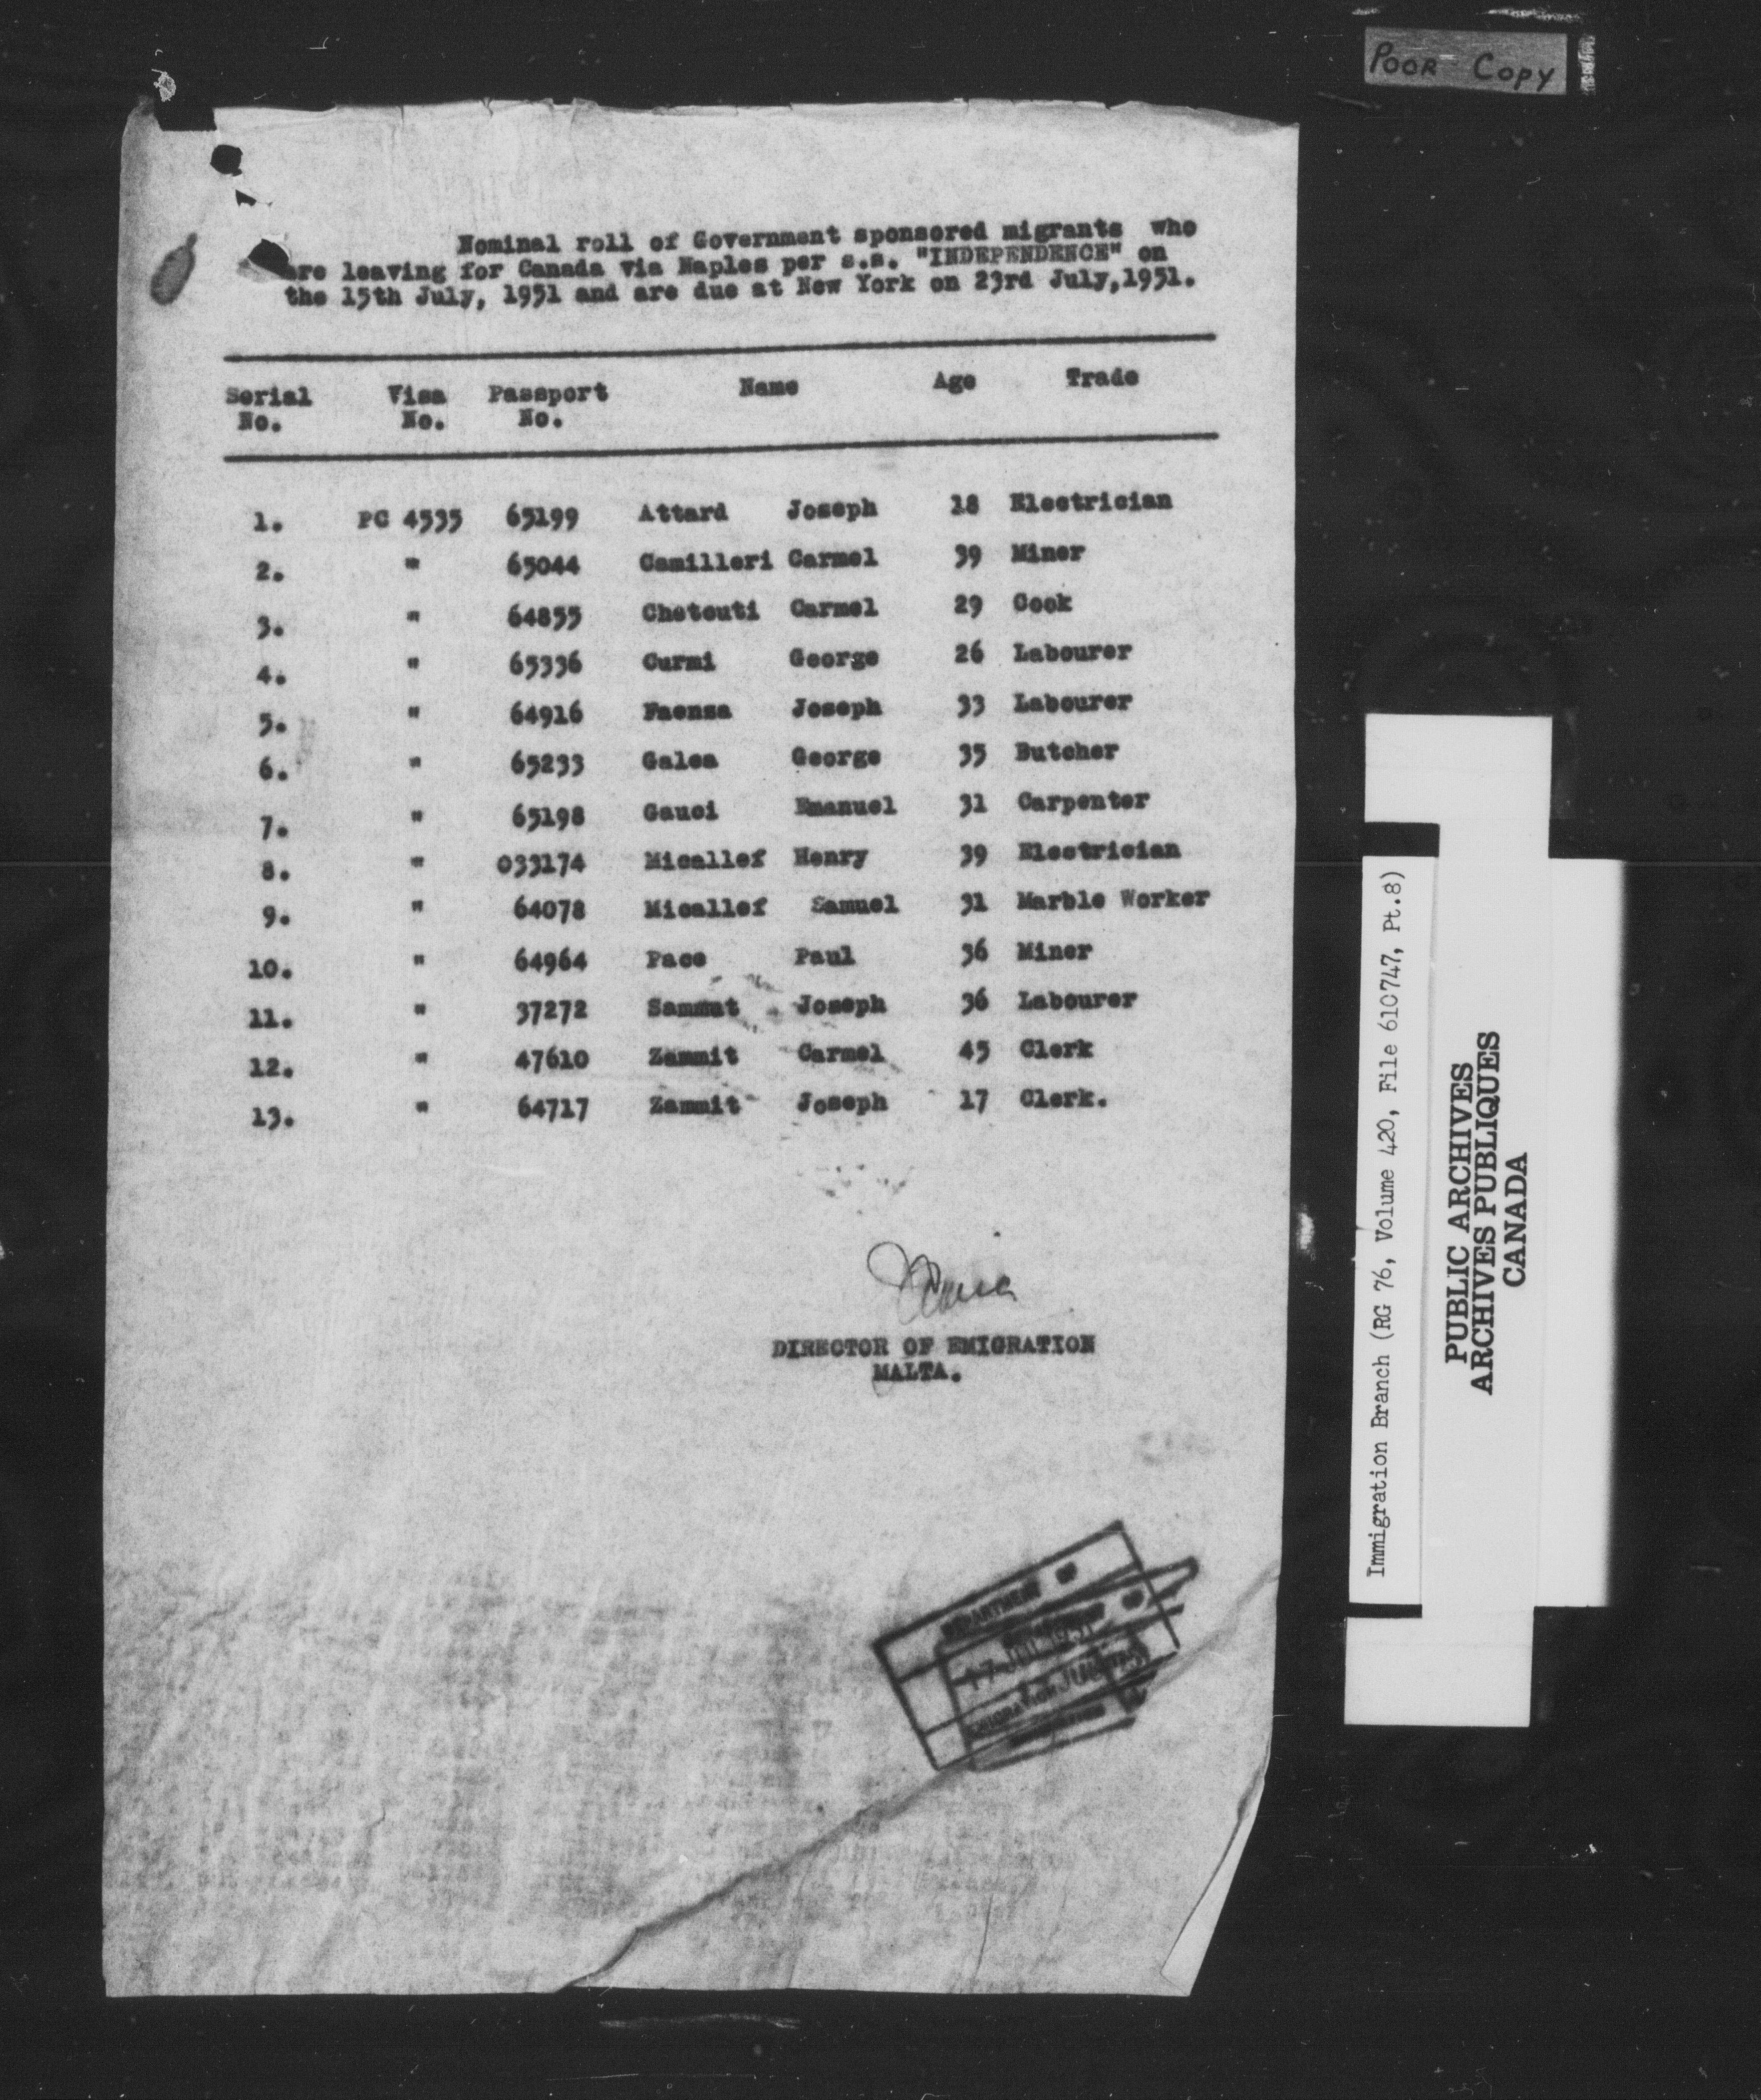 POOR COPY
Nominal roll of Government sponsored migrants who
are leaving for Canada via Naples per s.s. "INDEPENDENCE" on
the 15th July, 1951 and are due at New York on 23rd July, 1951.
Serial No. Visa No. Passport No. Name Age Trade
1. PC 4535 65199 Attard Joseph 18 Electrician
2. " 65044 Camilleri Carmel 39 Miner
3. " 64855 Chetcuti Carmel 29 Cook
4. " 65336 Curmi George 26 Labourer
5. " 64916 Faenza Joseph 33 Labourer
6. " 65233 Galea George 35 Butcher
7. " 65198 Gauci Emanuel 31 Carpenter
8. " 033174 Micallef Henry 39 Electrician
9. " 64078 Micallef Samuel 31 Marble Worker
10. " 64964 Pace Paul 36 Miner
11. " 37272 Sammut Joseph 36 Labourer
12. " 47610 Zammit Carmel 45 Clerk
13. " 64717 Zammit Joseph 17 Clerk.
DIRECTOR OF EMIGRATION
MALTA.
DEPARTMENT OF
17 JUL 1951
EMIGRATION
Immigration Branch (RG 76, Volume 420, File 610747, Pt.8)
PUBLIC ARCHIVES
ARCHIVES PUBLIQUES
CANADA